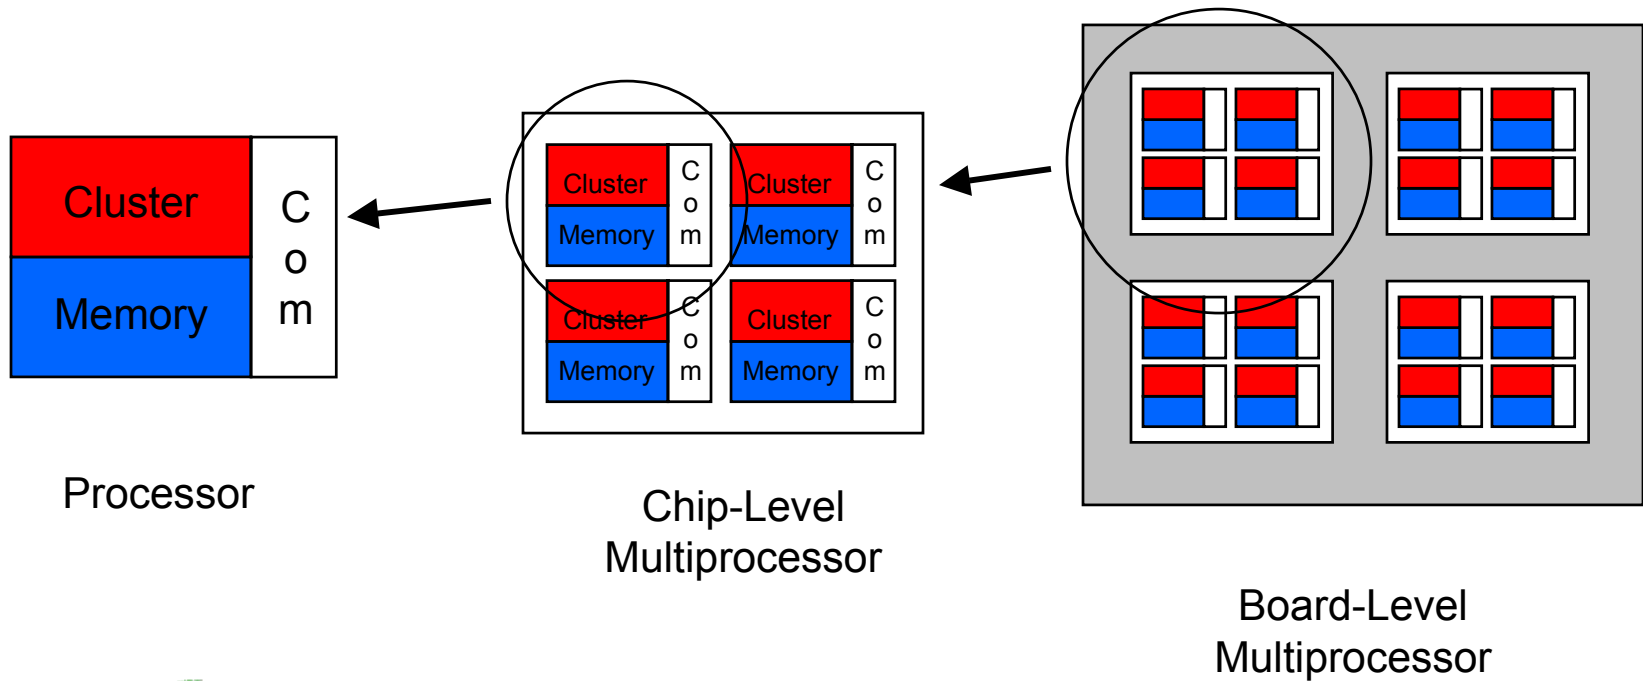 Cluster
Memory
C
o
m
Processor
Cluster
Memory
C
o
m
Cluster
Memory
C
o
m
Cluster
Memory
C
o
m
Cluster
Memory
C
o
m
Chip-Level
Multiprocessor
Board-Level
Multiprocessor